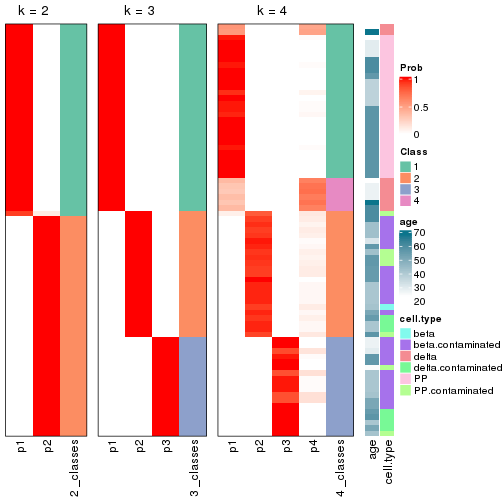 k = 2
k = 3
k = 4
p1
p2
2_classes
p1
p2
p3
3_classes
p1
p2
p3
p4
4_classes
age
cell.type
Prob
1
0.5
0
Class
1
2
3
4
age
70
60
50
40
30
20
cell.type
beta
beta.contaminated
delta
delta.contaminated
PP
PP.contaminated